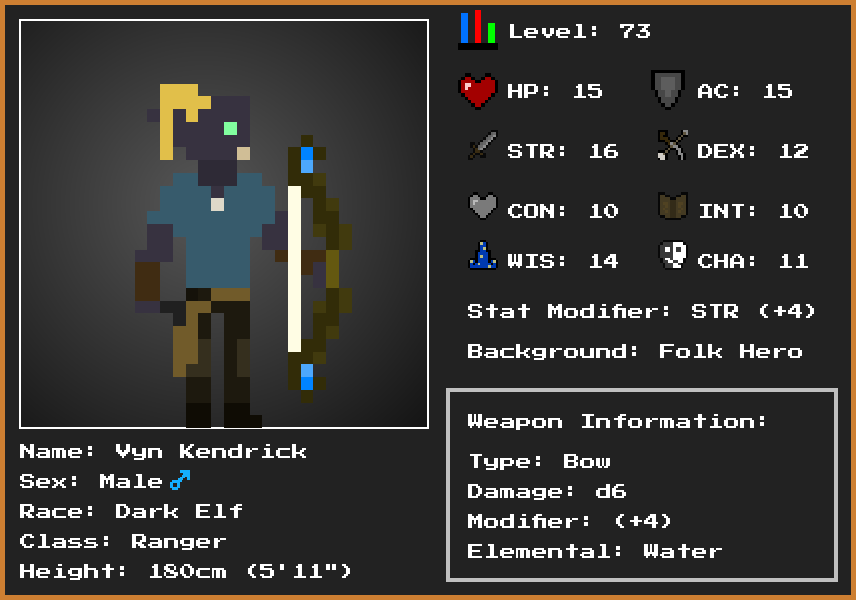 Level: 73
HP: 15 AC: 15
STR: 16 DEX: 12
CON: 10 INT: 10
WIS: 14 CHA: 11
Stat Modifier: STR (+4)
Background: Folk Hero
Weapon Information:
Type: Bow
Damage: d6
Modifier: (+4)
Elemental: Water
Name: Vyn Kendrick
Sex: Male ♂
Race: Dark Elf
Class: Ranger
Height: 180cm (5'11")